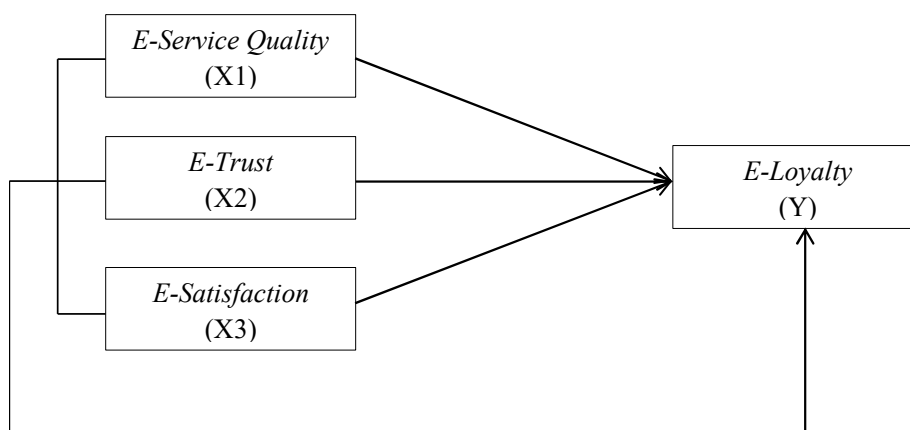 E-Service Quality
(X1)
E-Trust
(X2)
E-Loyalty
(Y)
E-Satisfaction
(X3)